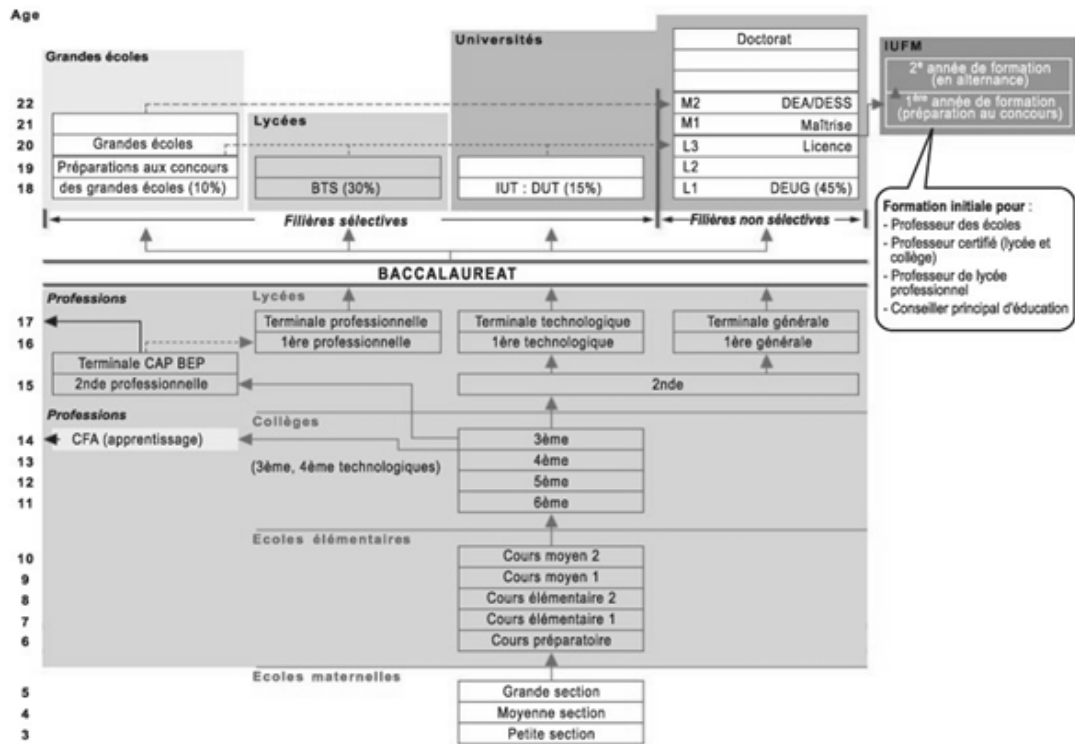 Age
Grandes écoles
Universités
Doctorat
IUFM
2e année de formation
(en alternance)
1ère année de formation
(préparation au concours)
22
M2 DEA/DESS
21
Lycées
M1 Maîtrise
20
Grandes écoles
L3 Licence
19
Préparations aux concours
L2
18
des grandes écoles (10%)
BTS (30%)
IUT : DUT (15%)
L1 DEUG (45%)
Filières sélectives
Filières non sélectives
Formation initiale pour :
- Professeur des écoles
- Professeur certifié (lycée et
collège)
- Professeur de lycée
professionnel
- Conseiller principal d'éducation
BACCALAUREAT
Professions
Lycées
17
Terminale professionnelle
Terminale technologique
Terminale générale
16
1ère professionnelle
1ère technologique
1ère générale
Terminale CAP BEP
15
2nde professionnelle
2nde
Professions
Collèges
14
CFA (apprentissage)
3ème
13
(3ème, 4ème technologiques)
4ème
12
5ème
11
6ème
Ecoles élémentaires
10
Cours moyen 2
9
Cours moyen 1
8
Cours élémentaire 2
7
Cours élémentaire 1
6
Cours préparatoire
Ecoles maternelles
5
Grande section
4
Moyenne section
3
Petite section